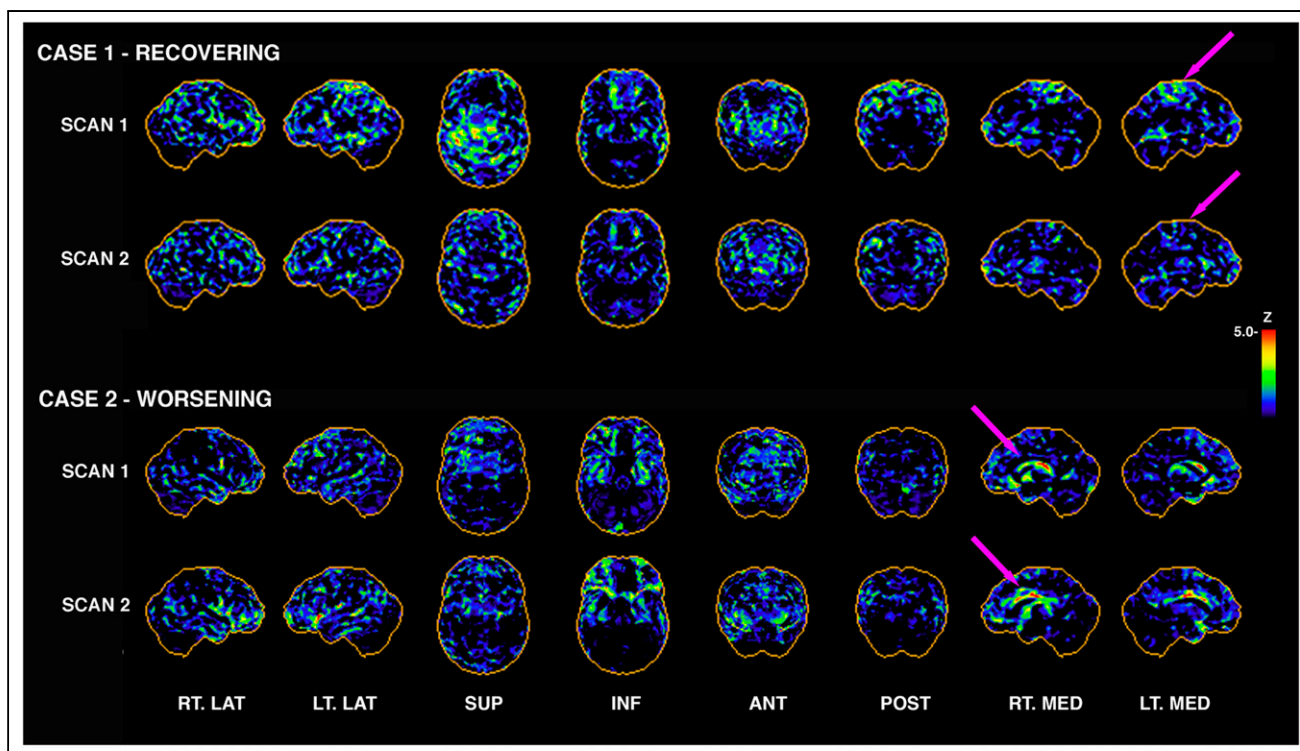 CASE 1 - RECOVERING
SCAN 1
SCAN 2
Z
5.0-
CASE 2 - WORSENING
SCAN 1
SCAN 2
RT. LAT LT. LAT SUP INF ANT POST RT. MED LT. MED